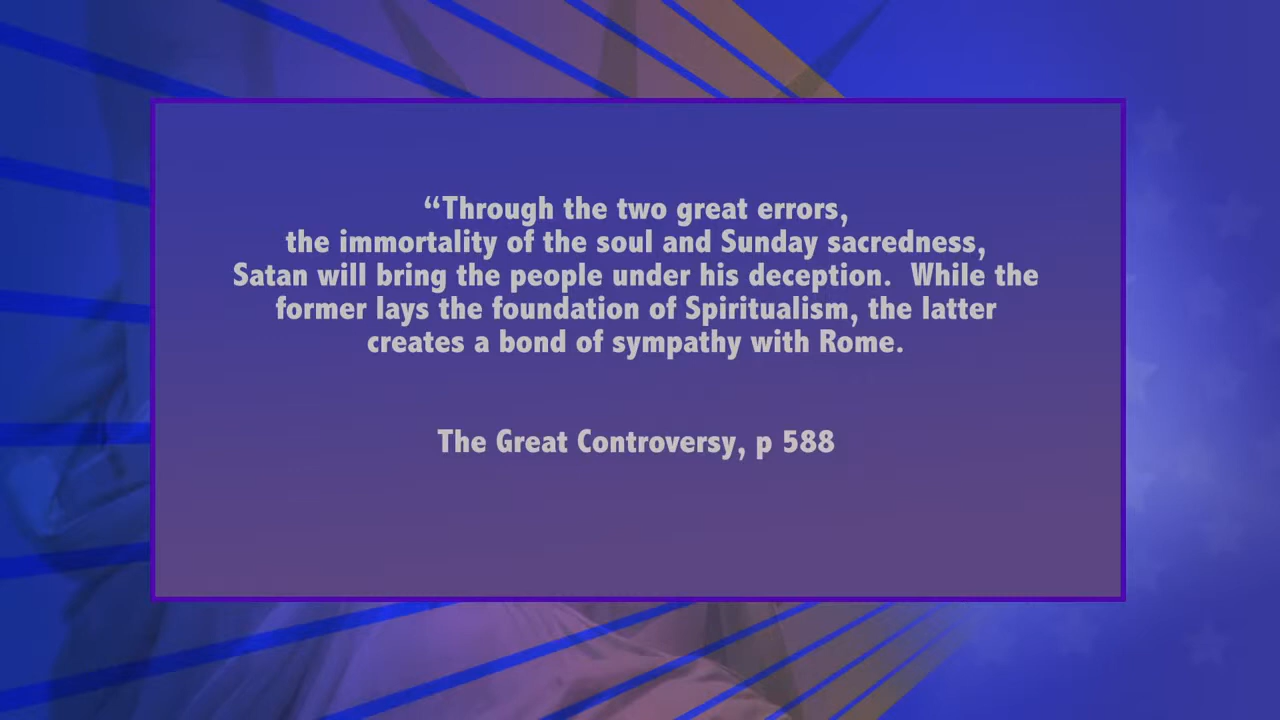 “Through the two great errors,
the immortality of the soul and Sunday sacredness,
Satan will bring the people under his deception.  While the
former lays the foundation of Spiritualism, the latter
creates a bond of sympathy with Rome.
The Great Controversy, p 588